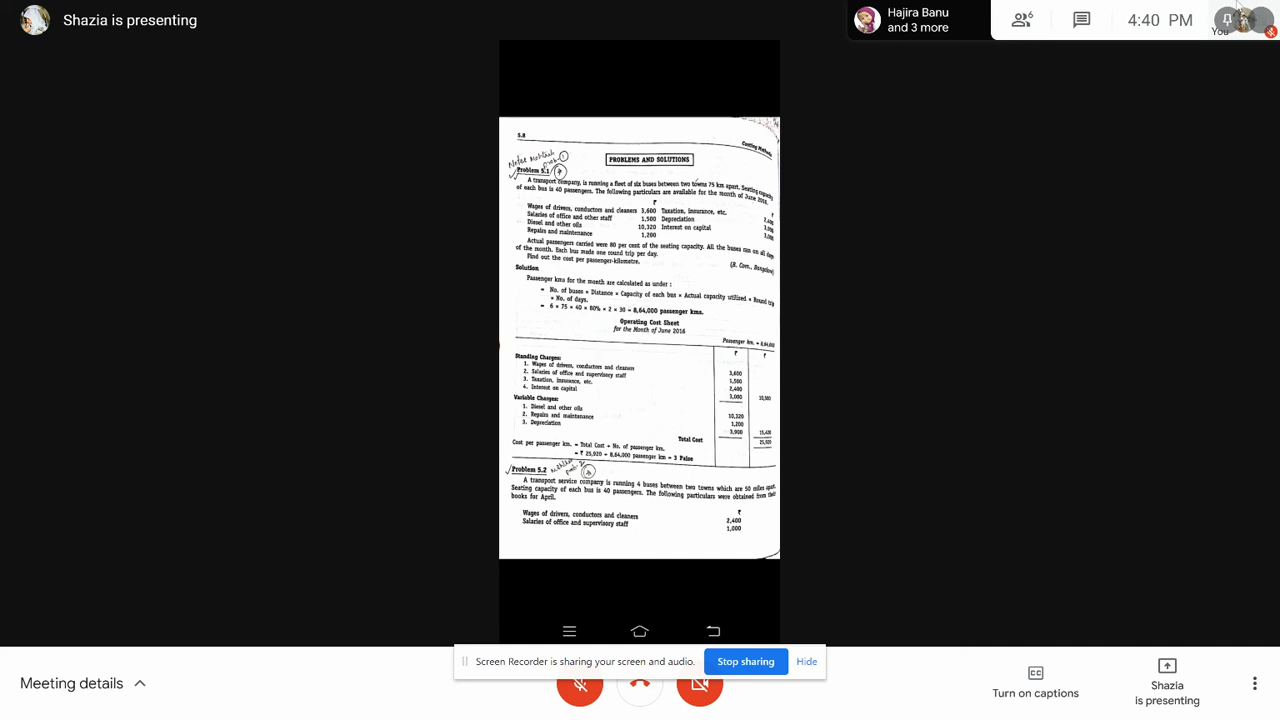 Shazia is presenting
Hajira Banu
and 3 more
6
4:40 PM
You
5.8
Costing Methods
PROBLEMS AND SOLUTIONS
Problem 5.1
A transport company, is running a fleet of six buses between two towns 75 km apart. Seating capacity
of each bus is 40 passengers. The following particulars are available for the month of June 2016.
₹ ₹
Wages of drivers, conductors and cleaners 3,600 Taxation, insurance, etc. 2,400
Salaries of office and other staff 1,500 Depreciation 3,900
Diesel and other oils 10,320 Interest on capital 3,000
Repairs and maintenance 1,200
Actual passengers carried were 80 per cent of the seating capacity. All the buses run on all days
of the month. Each bus made one round trip per day.
Find out the cost per passenger-kilometre. (B. Com., Bangalore)
Solution
Passenger kms for the month are calculated as under :
= No. of buses × Distance × Capacity of each bus × Actual capacity utilized × Round trip
× No. of days.
= 6 × 75 × 40 × 80% × 2 × 30 = 8,64,000 passenger kms.
Operating Cost Sheet
for the Month of June 2016
Passenger km. = 8,64,000
₹ ₹
Standing Charges:
1. Wages of drivers, conductors and cleaners 3,600
2. Salaries of office and supervisory staff 1,500
3. Taxation, insurance, etc. 2,400
4. Interest on capital 3,000 10,500
Variable Charges:
1. Diesel and other oils 10,320
2. Repairs and maintenance 1,200
3. Depreciation 3,900 15,420
Total Cost 25,920
Cost per passenger km. = Total Cost ÷ No. of passenger km.
= ₹ 25,920 ÷ 8,64,000 passenger km = 3 Paise
Problem 5.2
A transport service company is running 4 buses between two towns which are 50 miles apart.
Seating capacity of each bus is 40 passengers. The following particulars were obtained from their
books for April.
₹
Wages of drivers, conductors and cleaners 2,400
Salaries of office and supervisory staff 1,000
Screen Recorder is sharing your screen and audio.
Stop sharing
Hide
Meeting details
Turn on captions
Shazia
is presenting